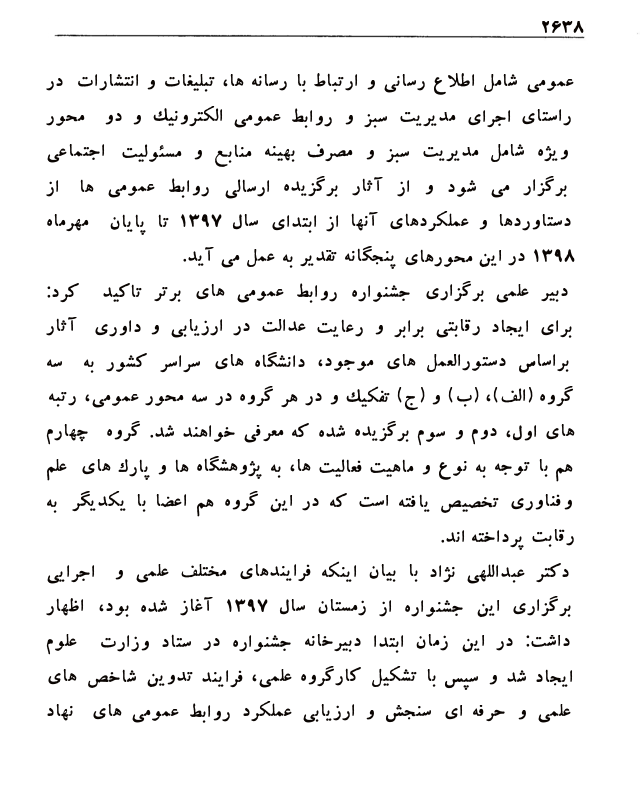 ۲۶۳۸
عمومی شامل اطلاع رسانی و ارتباط با رسانه ها، تبلیغات و انتشارات در
راستای اجرای مدیریت سبز و روابط عمومی الکترونیك و دو محور
ویژه شامل مدیریت سبز و مصرف بهینه منابع و مسئولیت اجتماعی
برگزار می شود و از آثار برگزیده ارسالی روابط عمومی ها از
دستاوردها و عملکردهای آنها از ابتدای سال ۱۳۹۷ تا پایان مهرماه
۱۳۹۸ در این محورهای پنجگانه تقدیر به عمل می آید.
دبیر علمی برگزاری جشنواره روابط عمومی های برتر تاکید کرد:
برای ایجاد رقابتی برابر و رعایت عدالت در ارزیابی و داوری آثار
براساس دستورالعمل های موجود، دانشگاه های سراسر کشور به سه
گروه (الف)، (ب) و (ج) تفکیك و در هر گروه در سه محور عمومی، رتبه
های اول، دوم و سوم برگزیده شده که معرفی خواهند شد. گروه چهارم
هم با توجه به نوع و ماهیت فعالیت ها، به پژوهشگاه ها و پارك های علم
وفناوری تخصیص یافته است که در این گروه هم اعضا با یکدیگر به
رقابت پرداخته اند.
دکتر عبداللهی نژاد با بیان اینکه فرایندهای مختلف علمی و اجرایی
برگزاری این جشنواره از زمستان سال ۱۳۹۷ آغاز شده بود، اظهار
داشت: در این زمان ابتدا دبیرخانه جشنواره در ستاد وزارت علوم
ایجاد شد و سپس با تشکیل کارگروه علمی، فرایند تدوین شاخص های
علمی و حرفه ای سنجش و ارزیابی عملکرد روابط عمومی های نهاد